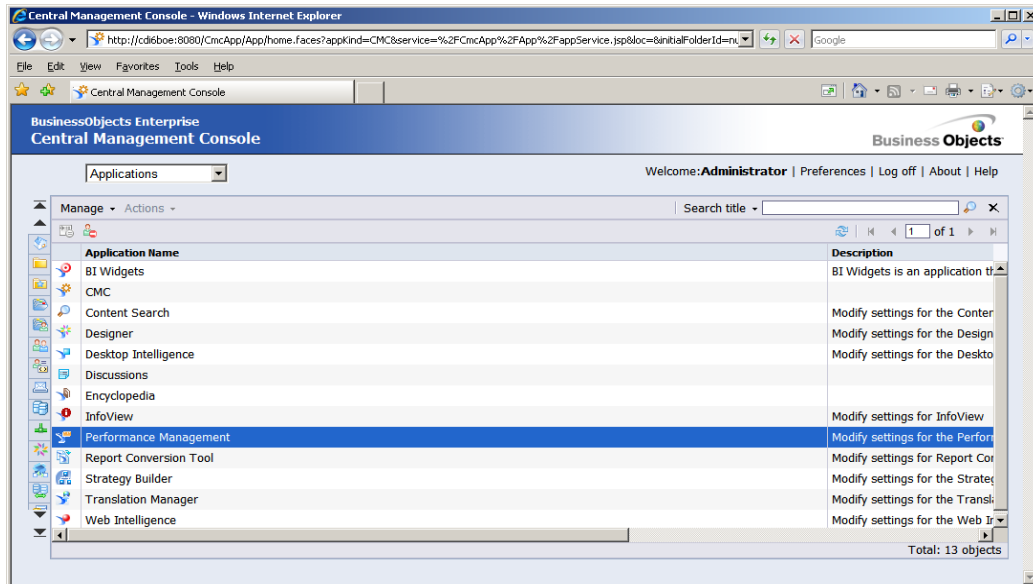 Central Management Console - Windows Internet Explorer
http://cdi6boe:8080/CmcApp/App/home.faces?appKind=CMC&service=%2FCmcApp%2FApp%2FappService.jsp&loc=&initialFolderId=nu
Google
File Edit View Favorites Tools Help
Central Management Console
BusinessObjects Enterprise
Central Management Console
Business Objects
Applications
Welcome:Administrator | Preferences | Log off | About | Help
Manage Actions
Search title
1 of 1
Application Name Description
BI Widgets BI Widgets is an application th
CMC
Content Search Modify settings for the Conter
Designer Modify settings for the Design
Desktop Intelligence Modify settings for the Deskto
Discussions
Encyclopedia
InfoView Modify settings for InfoView
Performance Management Modify settings for the Perforr
Report Conversion Tool Modify settings for Report Cor
Strategy Builder Modify settings for the Strateg
Translation Manager Modify settings for the Transla
Web Intelligence Modify settings for the Web Ir
Total: 13 objects